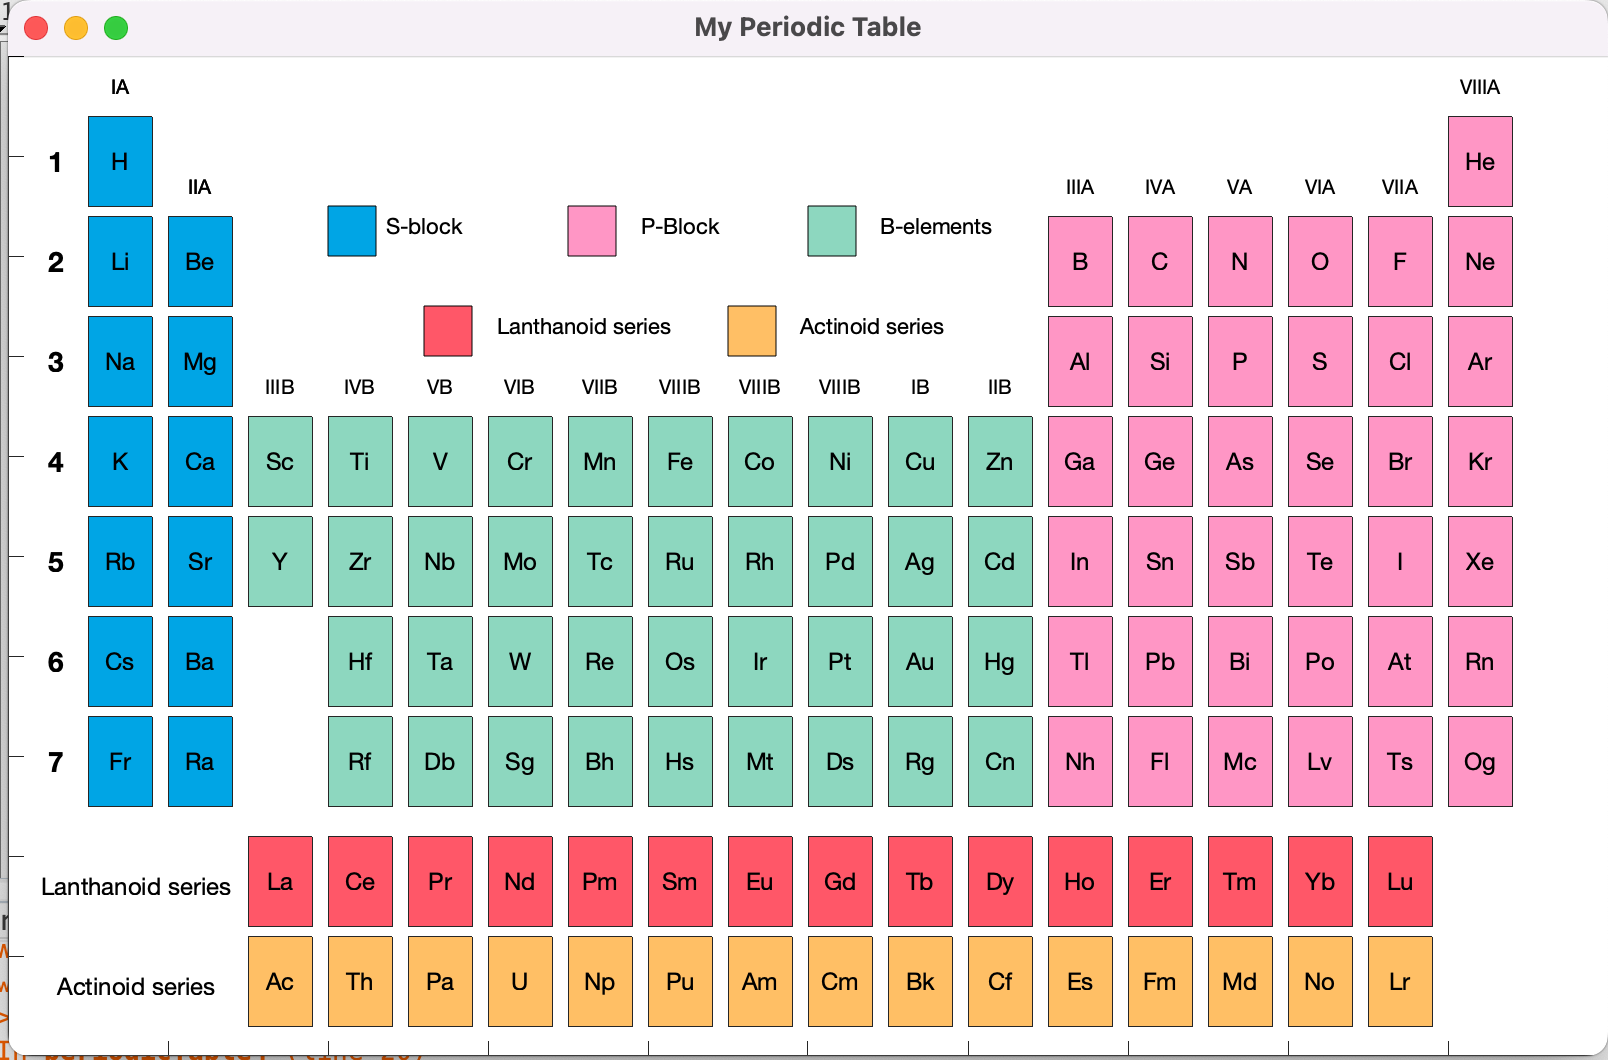 My Periodic Table
IA VIIIA
1 H He
IIA IIIA IVA VA VIA VIIA
S-block P-Block B-elements
2 Li Be B C N O F Ne
Lanthanoid series Actinoid series
3 Na Mg Al Si P S Cl Ar
IIIB IVB VB VIB VIIB VIIIB VIIIB VIIIB IB IIB
4 K Ca Sc Ti V Cr Mn Fe Co Ni Cu Zn Ga Ge As Se Br Kr
5 Rb Sr Y Zr Nb Mo Tc Ru Rh Pd Ag Cd In Sn Sb Te I Xe
6 Cs Ba Hf Ta W Re Os Ir Pt Au Hg Tl Pb Bi Po At Rn
7 Fr Ra Rf Db Sg Bh Hs Mt Ds Rg Cn Nh Fl Mc Lv Ts Og
Lanthanoid series La Ce Pr Nd Pm Sm Eu Gd Tb Dy Ho Er Tm Yb Lu
Actinoid series Ac Th Pa U Np Pu Am Cm Bk Cf Es Fm Md No Lr